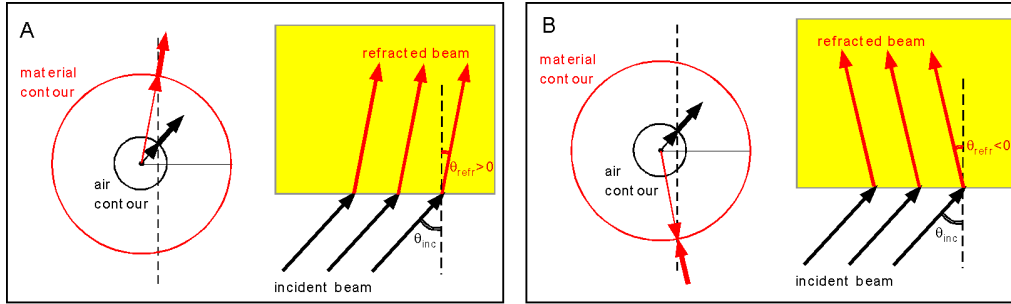 A
material
contour
air
contour
refracted beam
θrefr>0
θinc
incident beam
B
material
contour
air
contour
refracted beam
θrefr<0
θinc
incident beam